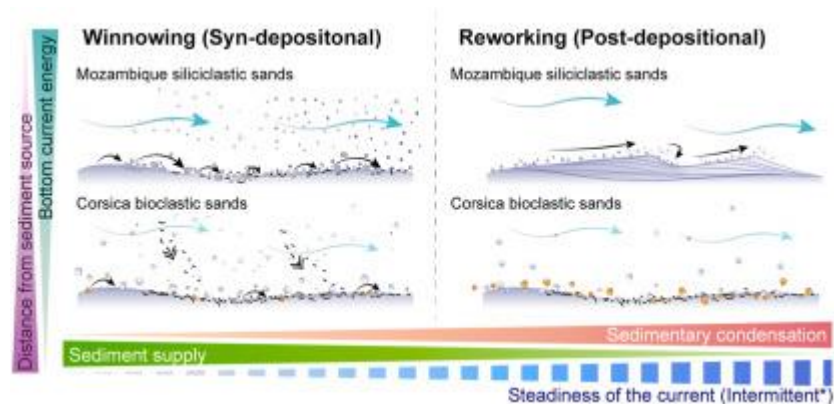 Winnowing (Syn-depositonal)
Reworking (Post-depositional)
Mozambique siliciclastic sands
Mozambique siliciclastic sands
Corsica bioclastic sands
Corsica bioclastic sands
Distance from sediment source
Bottom current energy
Sedimentary condensation
Sediment supply
Steadiness of the current (Intermittent*)